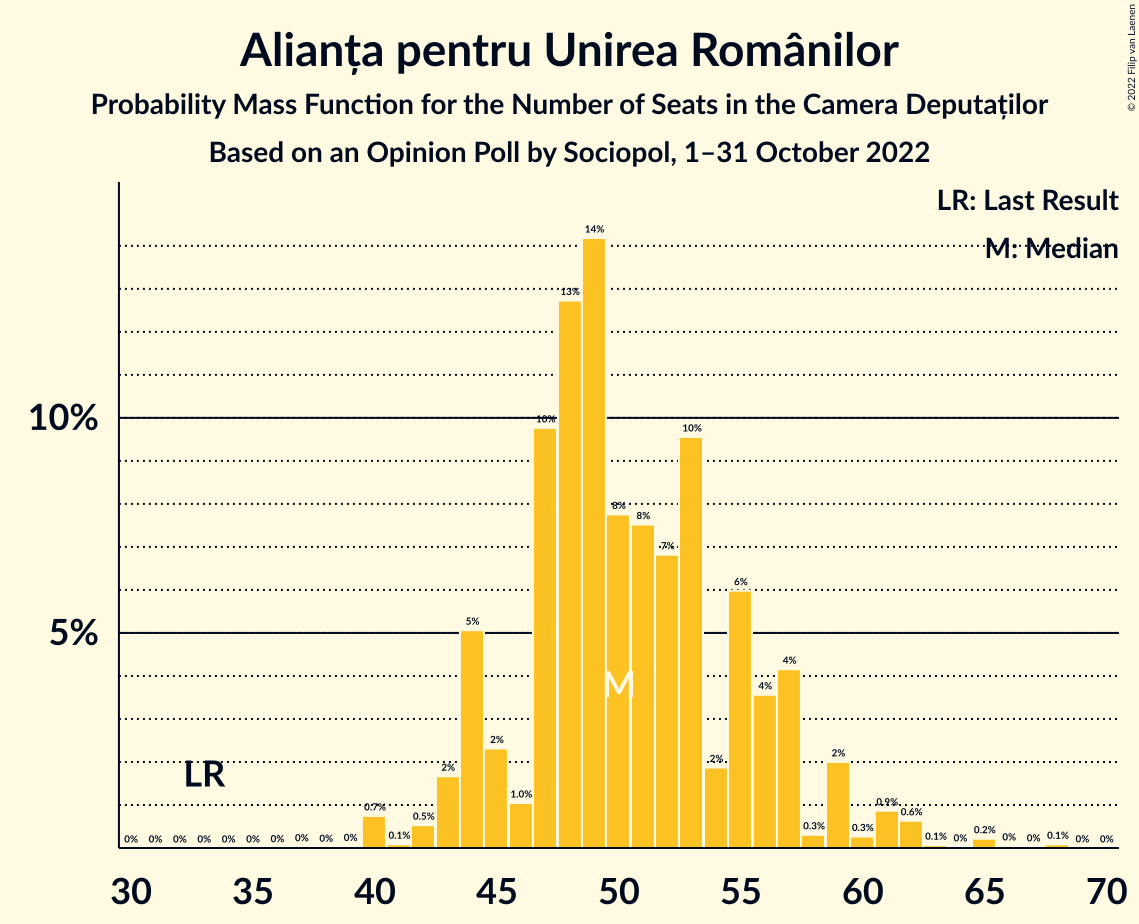 Alianța pentru Unirea Românilor
Probability Mass Function for the Number of Seats in the Camera Deputaților
Based on an Opinion Poll by Sociopol, 1–31 October 2022
© 2022 Filip van Laenen
LR: Last Result
M: Median
10%
5%
0% 0% 0% 0% 0% 0% 0% 0% 0% 0% 0.7% 0.1% 0.5% 2% 5% 2% 1.0% 10% 13% 14% 8% 8% 7% 10% 2% 6% 4% 4% 0.3% 2% 0.3% 0.9% 0.6% 0.1% 0% 0.2% 0% 0% 0.1% 0% 0%
LR
M
30 35 40 45 50 55 60 65 70